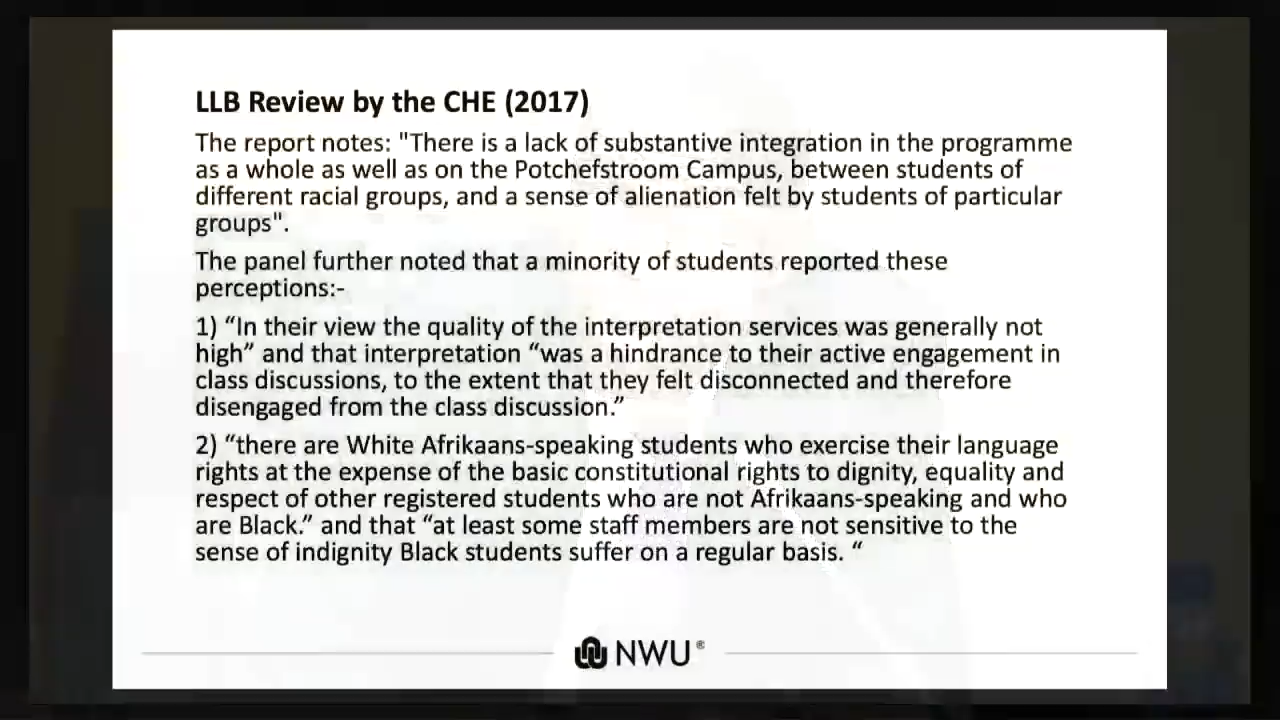 LLB Review by the CHE (2017)
The report notes: "There is a lack of substantive integration in the programme
as a whole as well as on the Potchefstroom Campus, between students of
different racial groups, and a sense of alienation felt by students of particular
groups".
The panel further noted that a minority of students reported these
perceptions:-
1) “In their view the quality of the interpretation services was generally not
high” and that interpretation “was a hindrance to their active engagement in
class discussions, to the extent that they felt disconnected and therefore
disengaged from the class discussion.”
2) “there are White Afrikaans-speaking students who exercise their language
rights at the expense of the basic constitutional rights to dignity, equality and
respect of other registered students who are not Afrikaans-speaking and who
are Black.” and that “at least some staff members are not sensitive to the
sense of indignity Black students suffer on a regular basis. “
NWU®